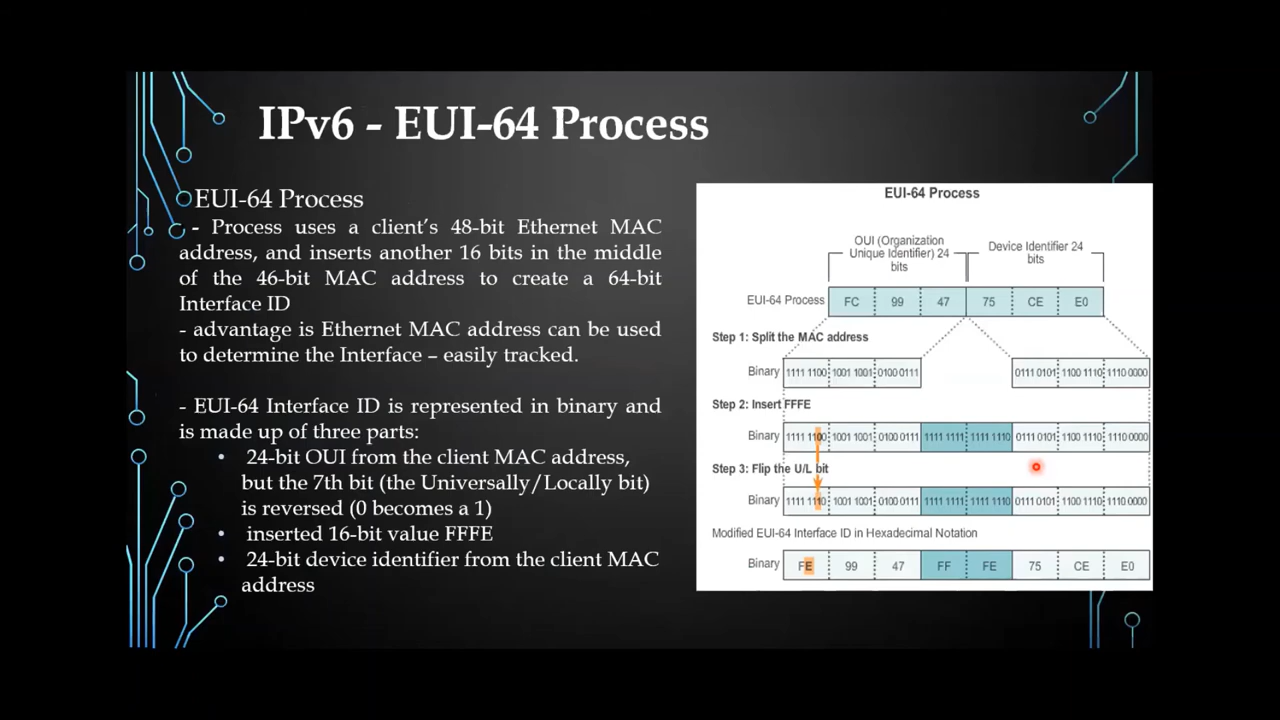 IPv6 - EUI-64 Process
EUI-64 Process
- Process uses a client's 48-bit Ethernet MAC
address, and inserts another 16 bits in the middle
of the 46-bit MAC address to create a 64-bit
Interface ID
- advantage is Ethernet MAC address can be used
to determine the Interface – easily tracked.
- EUI-64 Interface ID is represented in binary and
is made up of three parts:
• 24-bit OUI from the client MAC address,
but the 7th bit (the Universally/Locally bit)
is reversed (0 becomes a 1)
• inserted 16-bit value FFFE
• 24-bit device identifier from the client MAC
address
EUI-64 Process
OUI (Organization
Unique Identifier) 24
bits
Device Identifier 24
bits
EUI-64 Process FC 99 47 75 CE E0
Step 1: Split the MAC address
Binary 1111 1100 1001 1001 0100 0111 0111 0101 1100 1110 1110 0000
Step 2: Insert FFFE
Binary 1111 1100 1001 1001 0100 0111 1111 1111 1111 1110 0111 0101 1100 1110 1110 0000
Step 3: Flip the U/L bit
Binary 1111 1110 1001 1001 0100 0111 1111 1111 1111 1110 0111 0101 1100 1110 1110 0000
Modified EUI-64 Interface ID in Hexadecimal Notation
Binary FE 99 47 FF FE 75 CE E0